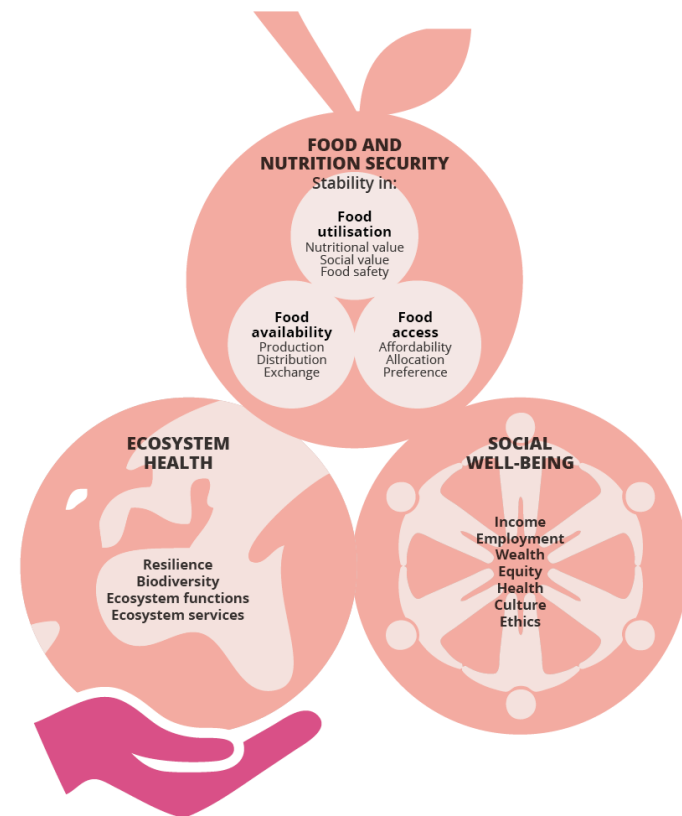 FOOD AND
NUTRITION SECURITY
Stability in:
Food
utilisation
Nutritional value
Social value
Food safety
Food
availability
Production
Distribution
Exchange
Food
access
Affordability
Allocation
Preference
ECOSYSTEM
HEALTH
Resilience
Biodiversity
Ecosystem functions
Ecosystem services
SOCIAL
WELL-BEING
Income
Employment
Wealth
Equity
Health
Culture
Ethics